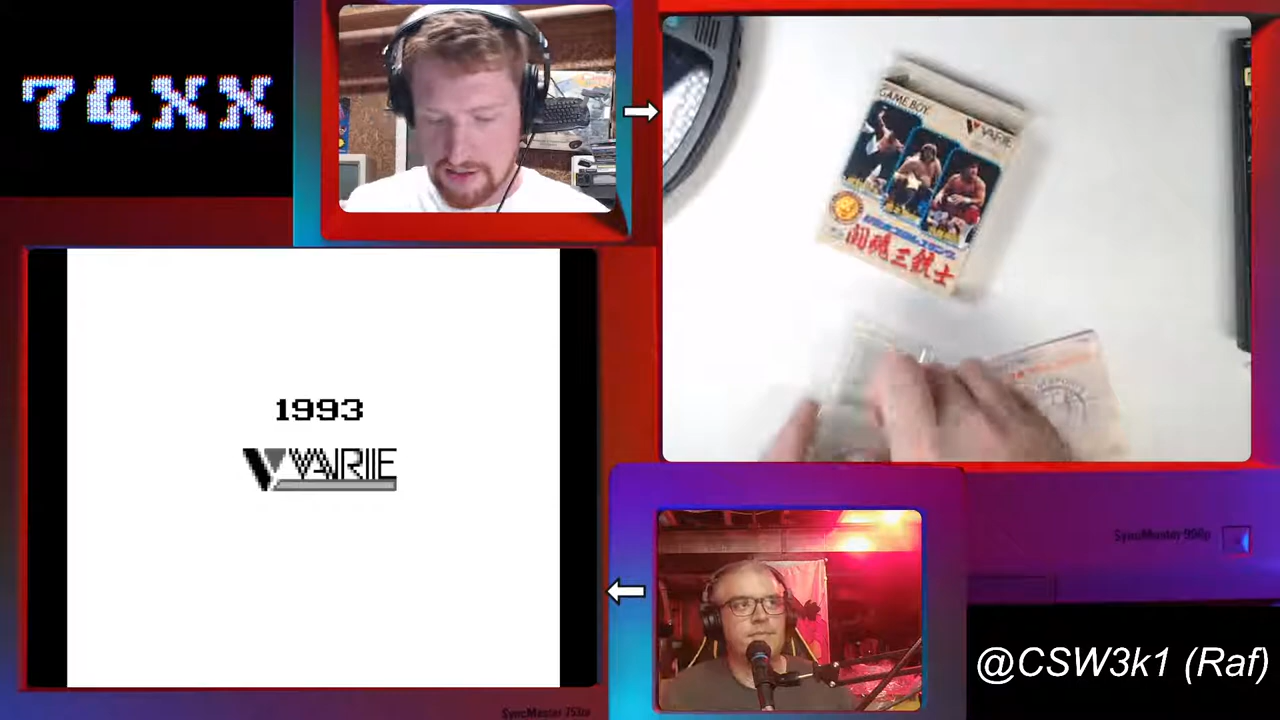 74XX
GAME BOY
VARIE
闘魂三銃士
1993
VARIE
SyncMaster 753s
SyncMaster 996p
@CSW3k1 (Raf)